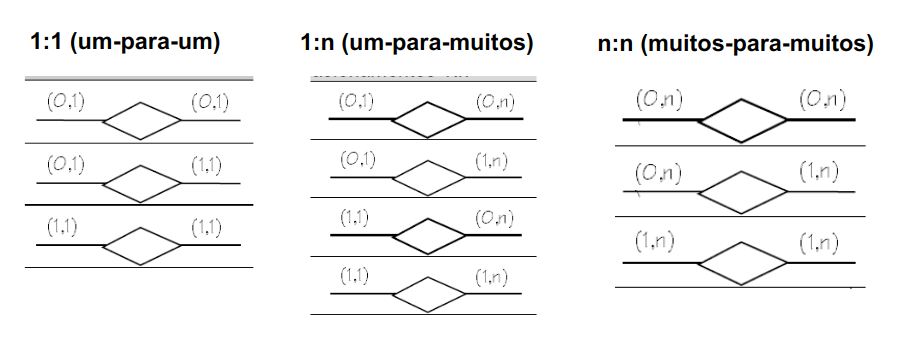 1:1 (um-para-um)
(0,1) (0,1)
(0,1) (1,1)
(1,1) (1,1)
1:n (um-para-muitos)
(0,1) (0,n)
(0,1) (1,n)
(1,1) (0,n)
(1,1) (1,n)
n:n (muitos-para-muitos)
(0,n) (0,n)
(0,n) (1,n)
(1,n) (1,n)